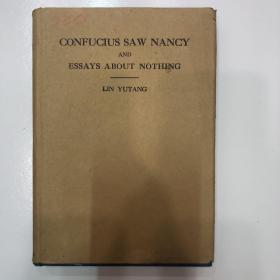 CONFUCIUS SAW NANCY
AND
ESSAYS ABOUT NOTHING
LIN YUTANG